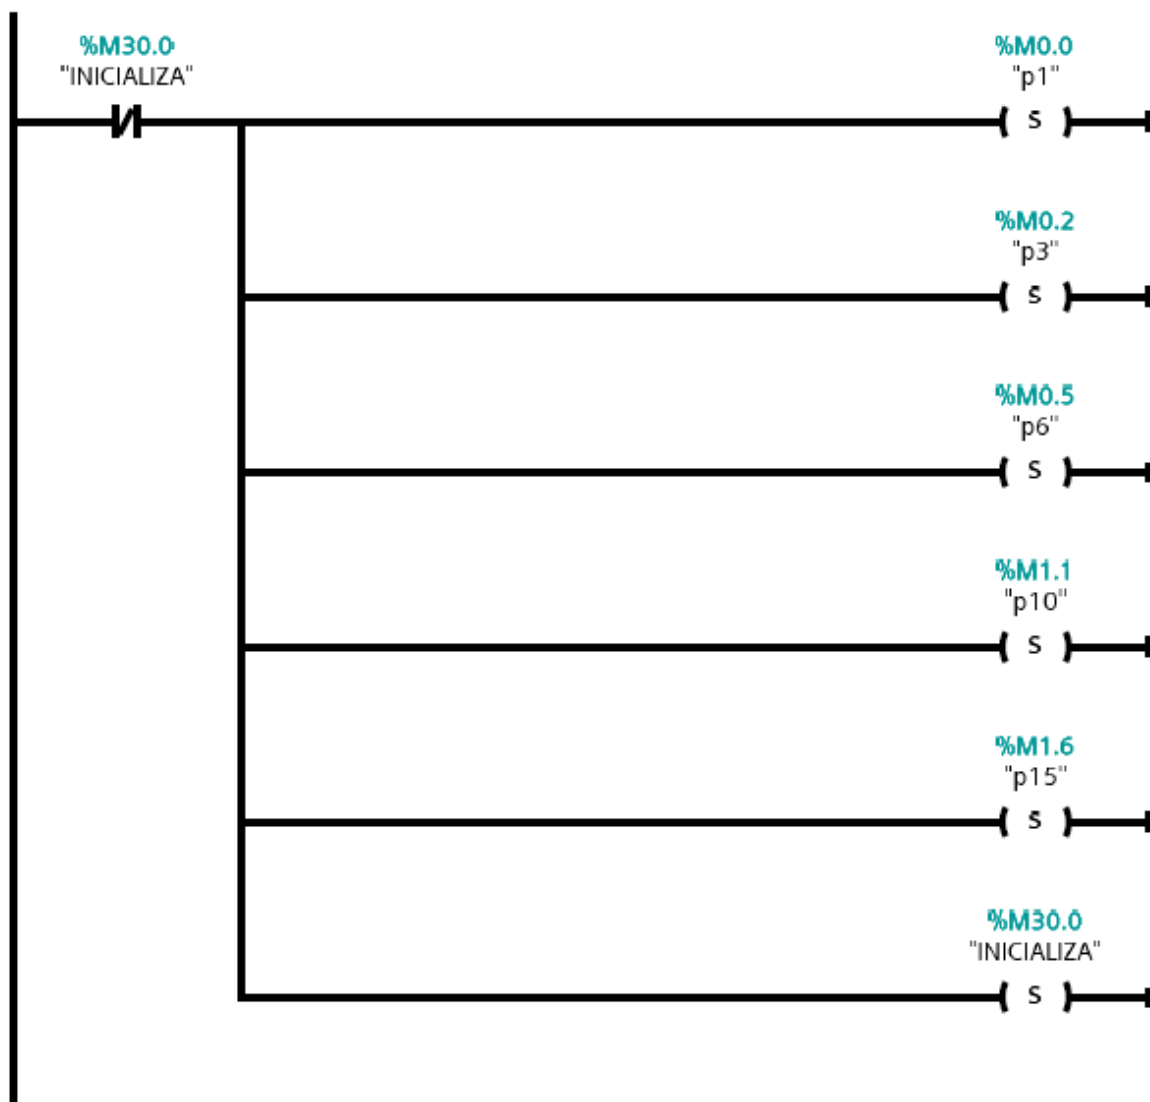 %M30.0
"INICIALIZA"
%M0.0
"p1"
S
%M0.2
"p3"
S
%M0.5
"p6"
S
%M1.1
"p10"
S
%M1.6
"p15"
S
%M30.0
"INICIALIZA"
S